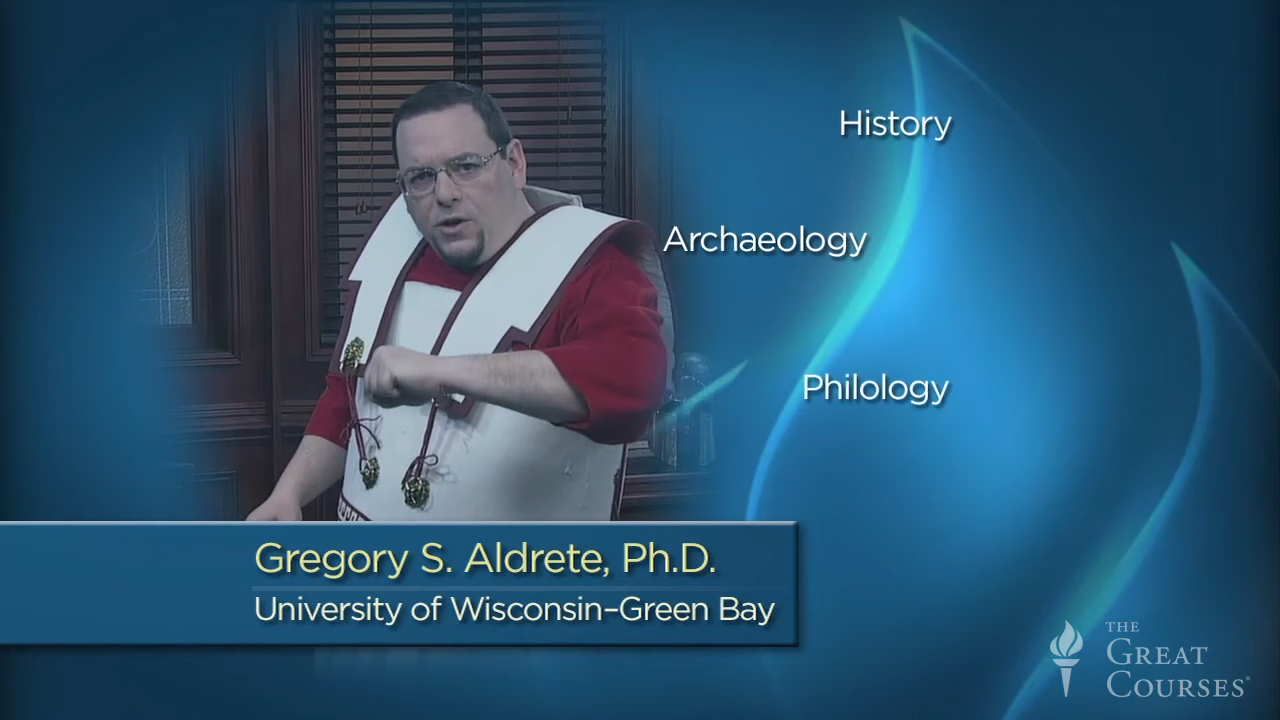 History
Archaeology
Philology
Gregory S. Aldrete, Ph.D.
University of Wisconsin–Green Bay
THE
GREAT
COURSES®